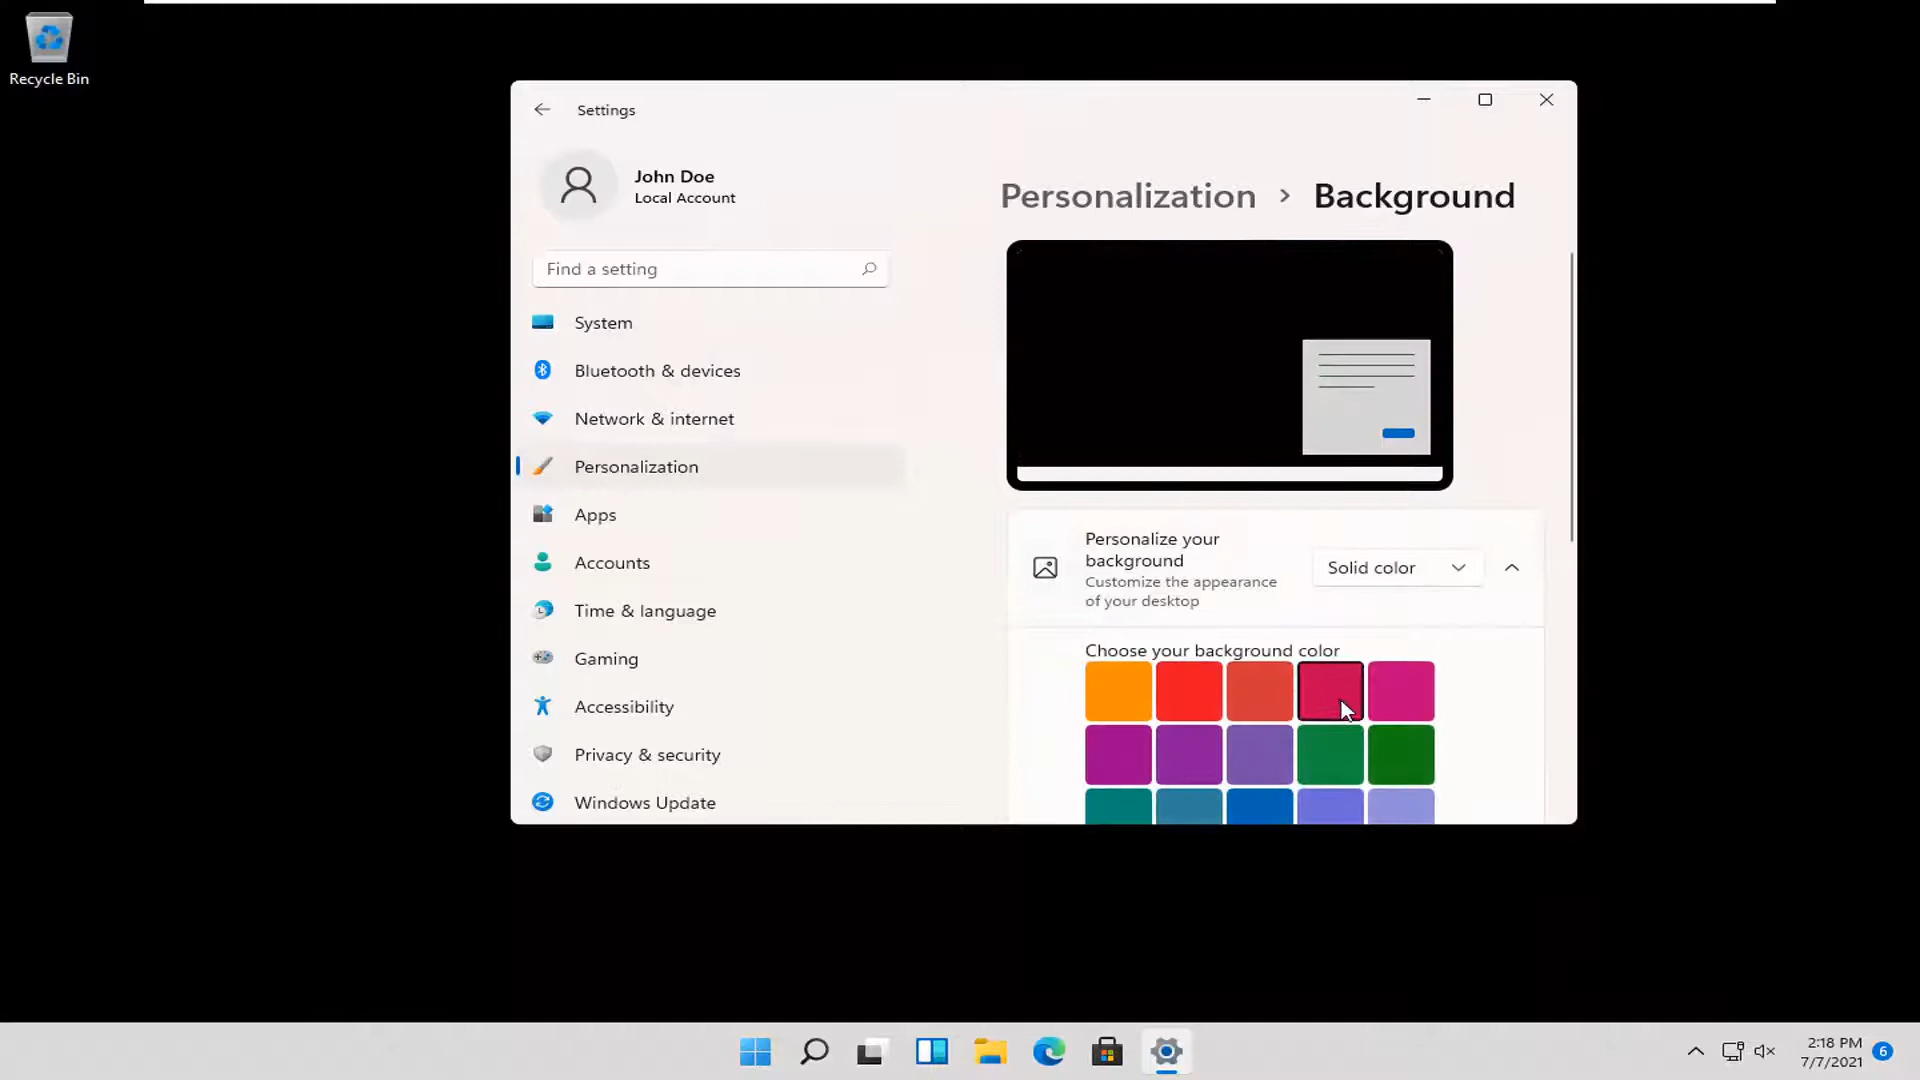 Recycle Bin
Settings
John Doe
Local Account
Find a setting
System
Bluetooth & devices
Network & internet
Personalization
Apps
Accounts
Time & language
Gaming
Accessibility
Privacy & security
Windows Update
Personalization > Background
Personalize your
background
Customize the appearance
of your desktop
Solid color
Choose your background color
2:18 PM
7/7/2021
6